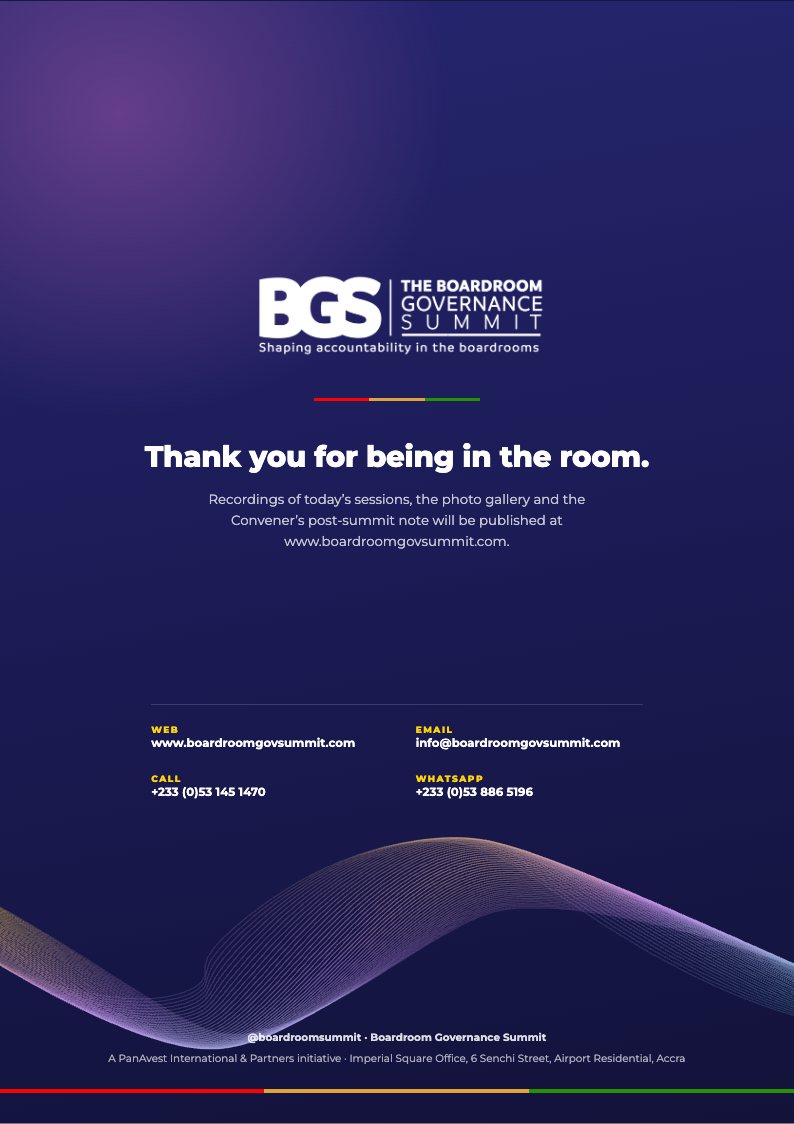 BGS
THE BOARDROOM
GOVERNANCE
SUMMIT
Shaping accountability in the boardrooms
Thank you for being in the room.
Recordings of today’s sessions, the photo gallery and the
Convener’s post-summit note will be published at
www.boardroomgovsummit.com.
WEB
www.boardroomgovsummit.com
EMAIL
info@boardroomgovsummit.com
CALL
+233 (0)53 145 1470
WHATSAPP
+233 (0)53 886 5196
@boardroomsummit · Boardroom Governance Summit
A PanAvest International & Partners initiative · Imperial Square Office, 6 Senchi Street, Airport Residential, Accra